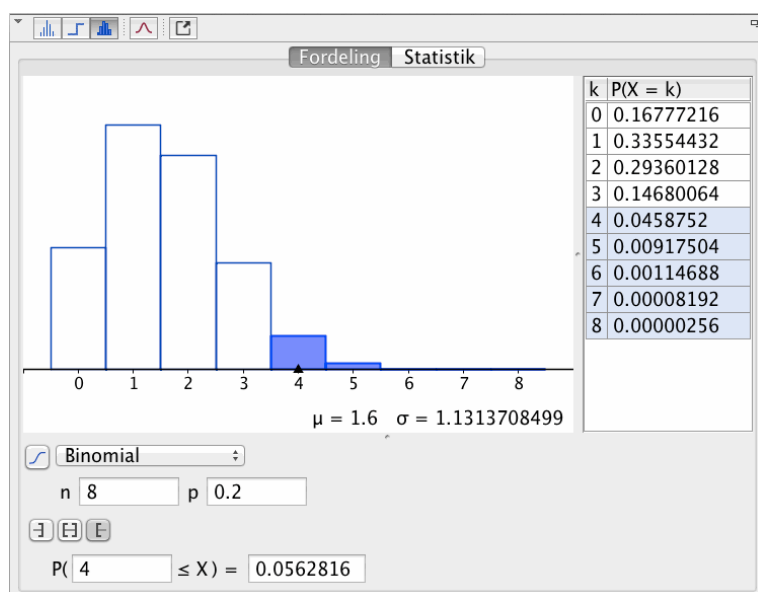 Fordeling Statistik
k P(X = k)
0 0.16777216
1 0.33554432
2 0.29360128
3 0.14680064
4 0.0458752
5 0.00917504
6 0.00114688
7 0.00008192
8 0.00000256
0 1 2 3 4 5 6 7 8
μ = 1.6 σ = 1.1313708499
Binomial
n 8 p 0.2
P( 4 ≤ X ) = 0.0562816